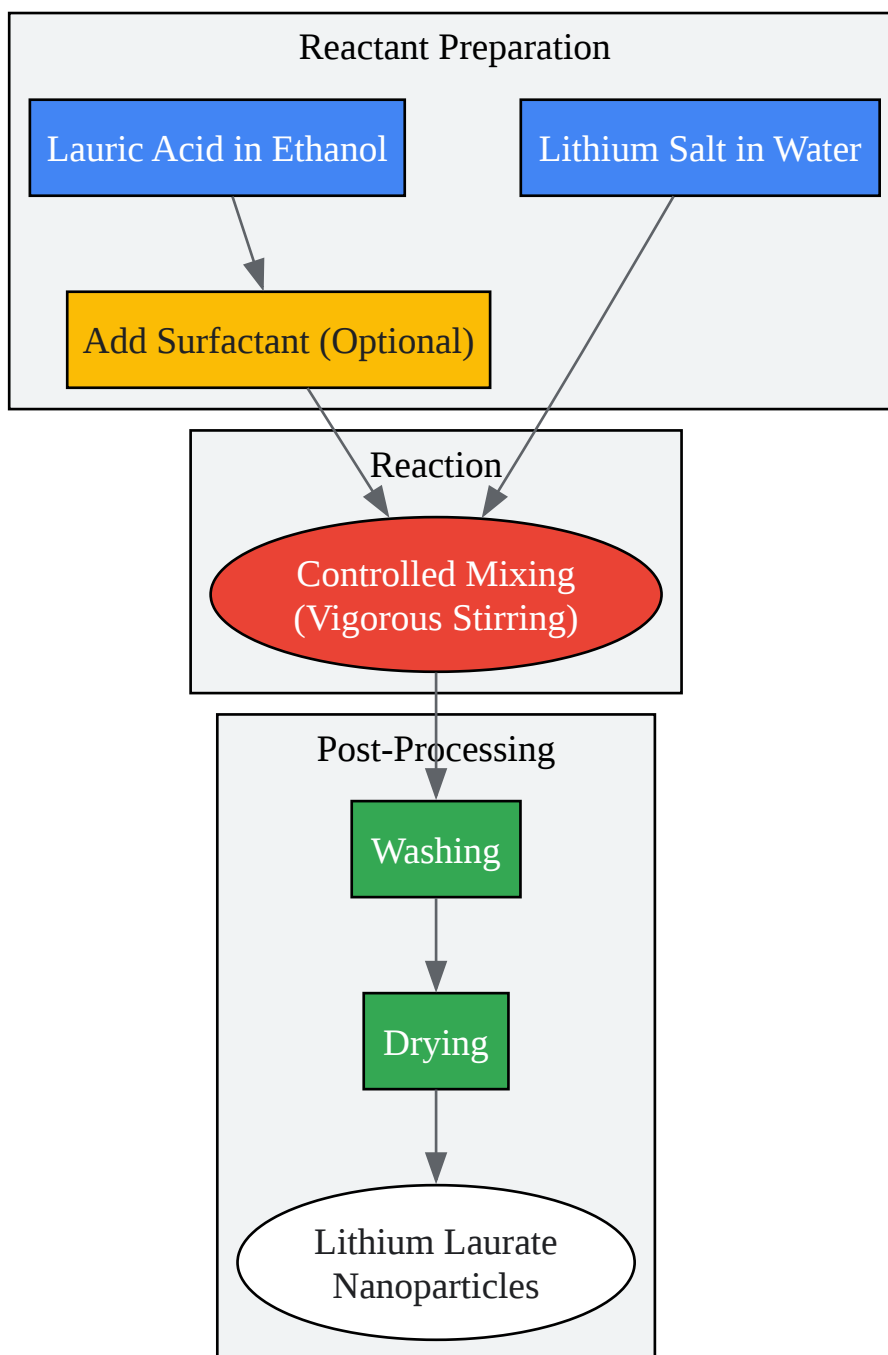 Reactant Preparation
Lauric Acid in Ethanol
Lithium Salt in Water
Add Surfactant (Optional)
Reaction
Controlled Mixing
(Vigorous Stirring)
Post-Processing
Washing
Drying
Lithium Laurate
Nanoparticles